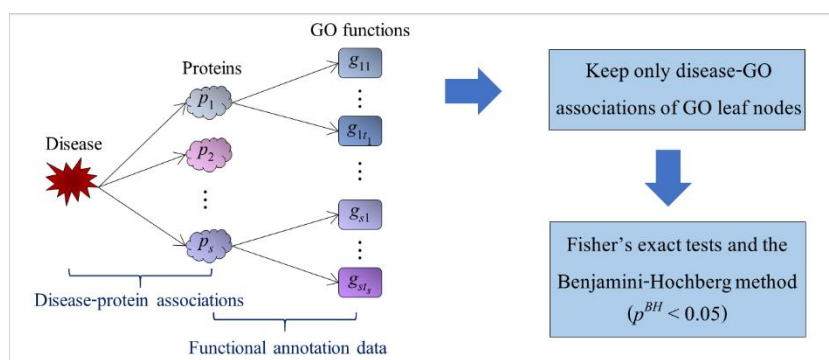 GO functions
Proteins
Disease
p₁
p₂
⋮
pₛ
g₁₁
⋮
g₁ₜ₁
⋮
gₛ₁
⋮
gₛₜₛ
Disease-protein associations
Functional annotation data
Keep only disease-GO
associations of GO leaf nodes
Fisher's exact tests and the
Benjamini-Hochberg method
(p^BH < 0.05)